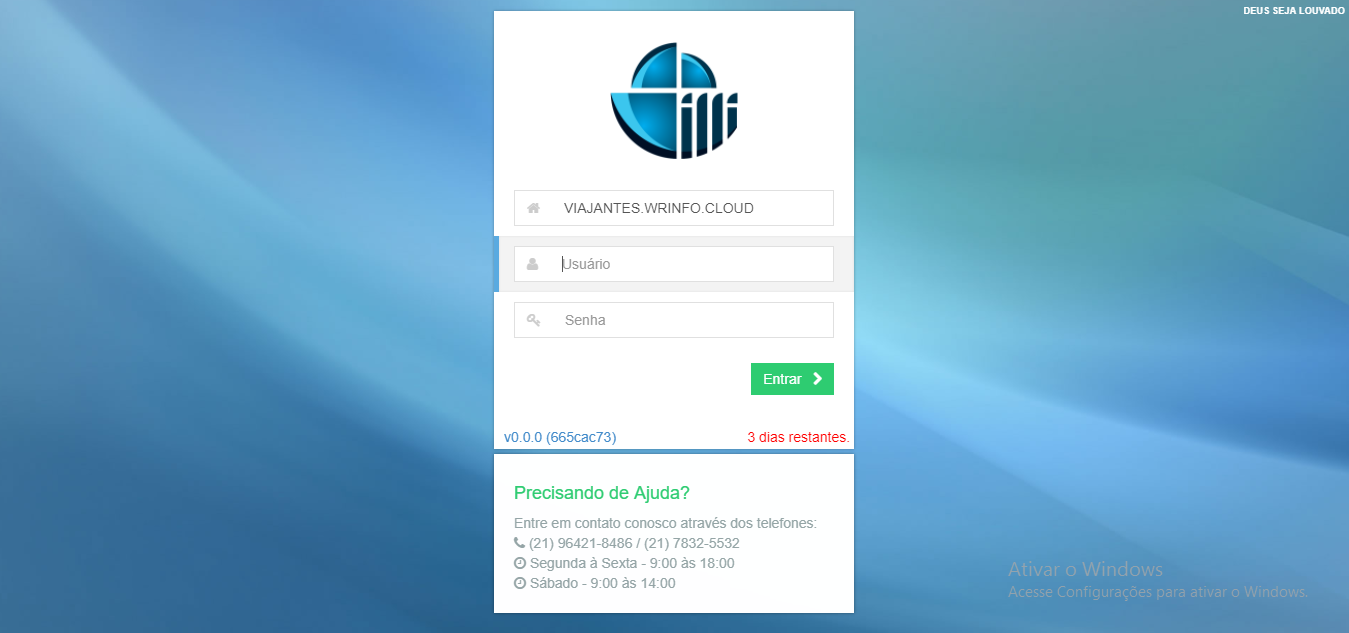 DEUS SEJA LOUVADO
illi
VIAJANTES.WRINFO.CLOUD
Usuário
Senha
Entrar
v0.0.0 (665cac73) 3 dias restantes.
Precisando de Ajuda?
Entre em contato conosco através dos telefones:
(21) 96421-8486 / (21) 7832-5532
Segunda à Sexta - 9:00 às 18:00
Sábado - 9:00 às 14:00
Ativar o Windows
Acesse Configurações para ativar o Windows.